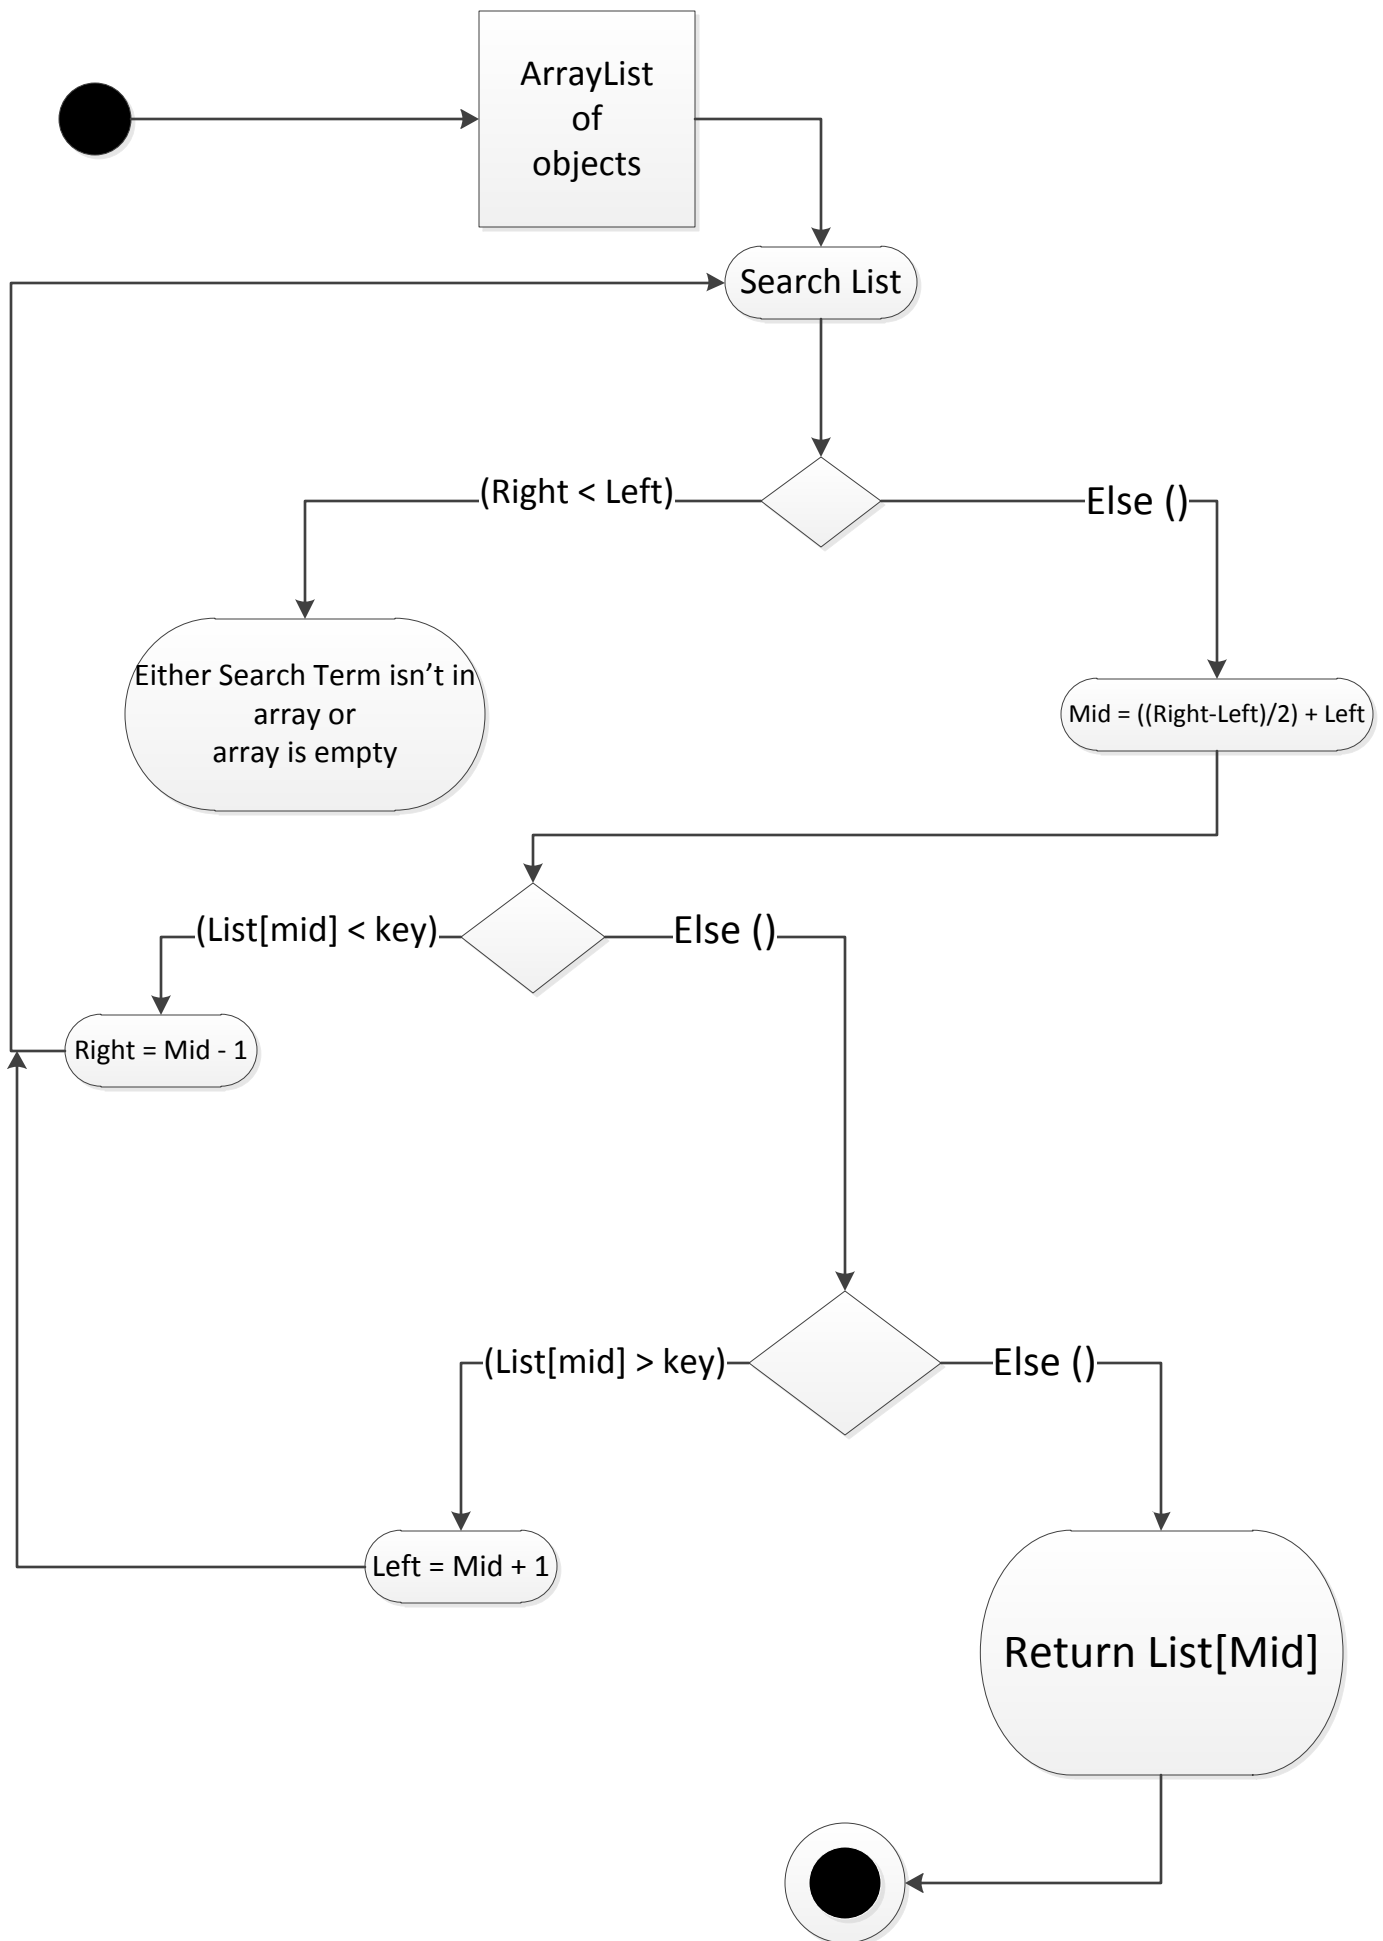 ArrayList
of
objects
Search List
(Right < Left)
Else ()
Either Search Term isn’t in
array or
array is empty
Mid = ((Right-Left)/2) + Left
(List[mid] < key)
Else ()
Right = Mid - 1
(List[mid] > key)
Else ()
Left = Mid + 1
Return List[Mid]